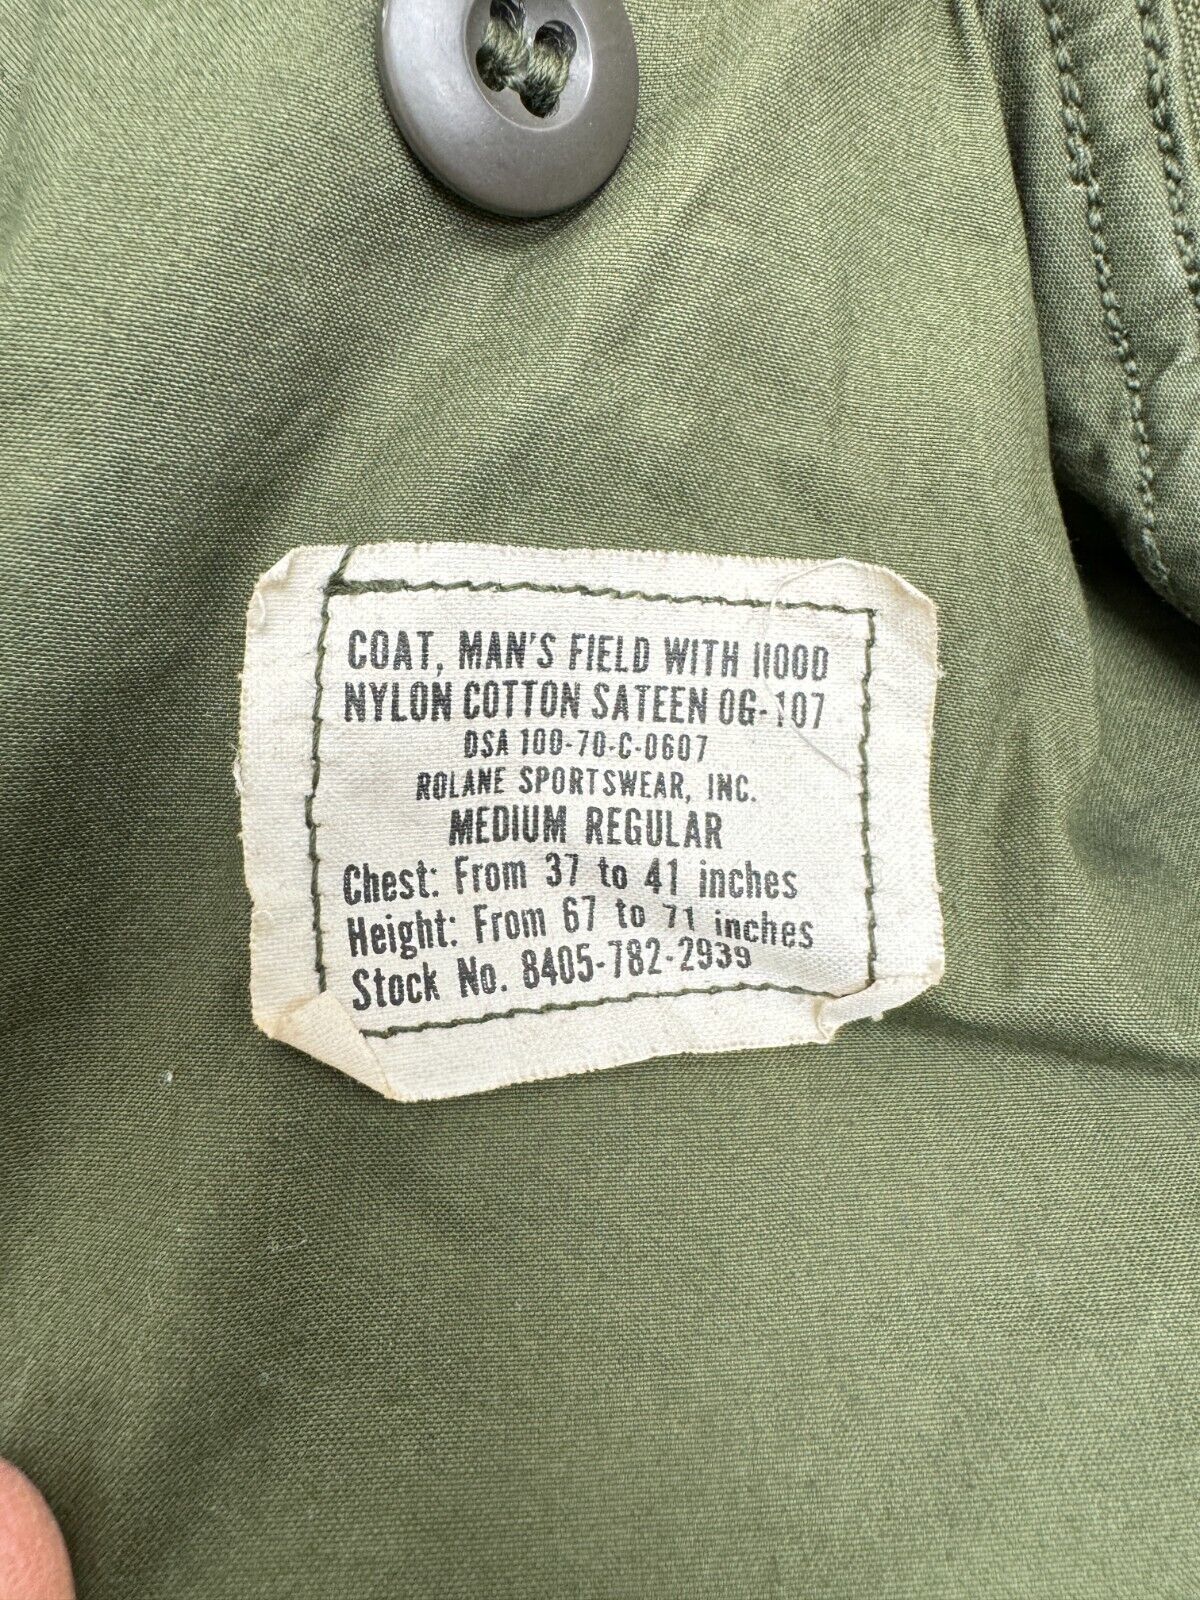 COAT, MAN'S FIELD WITH HOOD
NYLON COTTON SATEEN OG-107
DSA 100-70-C-0607
ROLANE SPORTSWEAR, INC.
MEDIUM REGULAR
Chest: From 37 to 41 inches
Height: From 67 to 71 inches
Stock No. 8405-782-2939